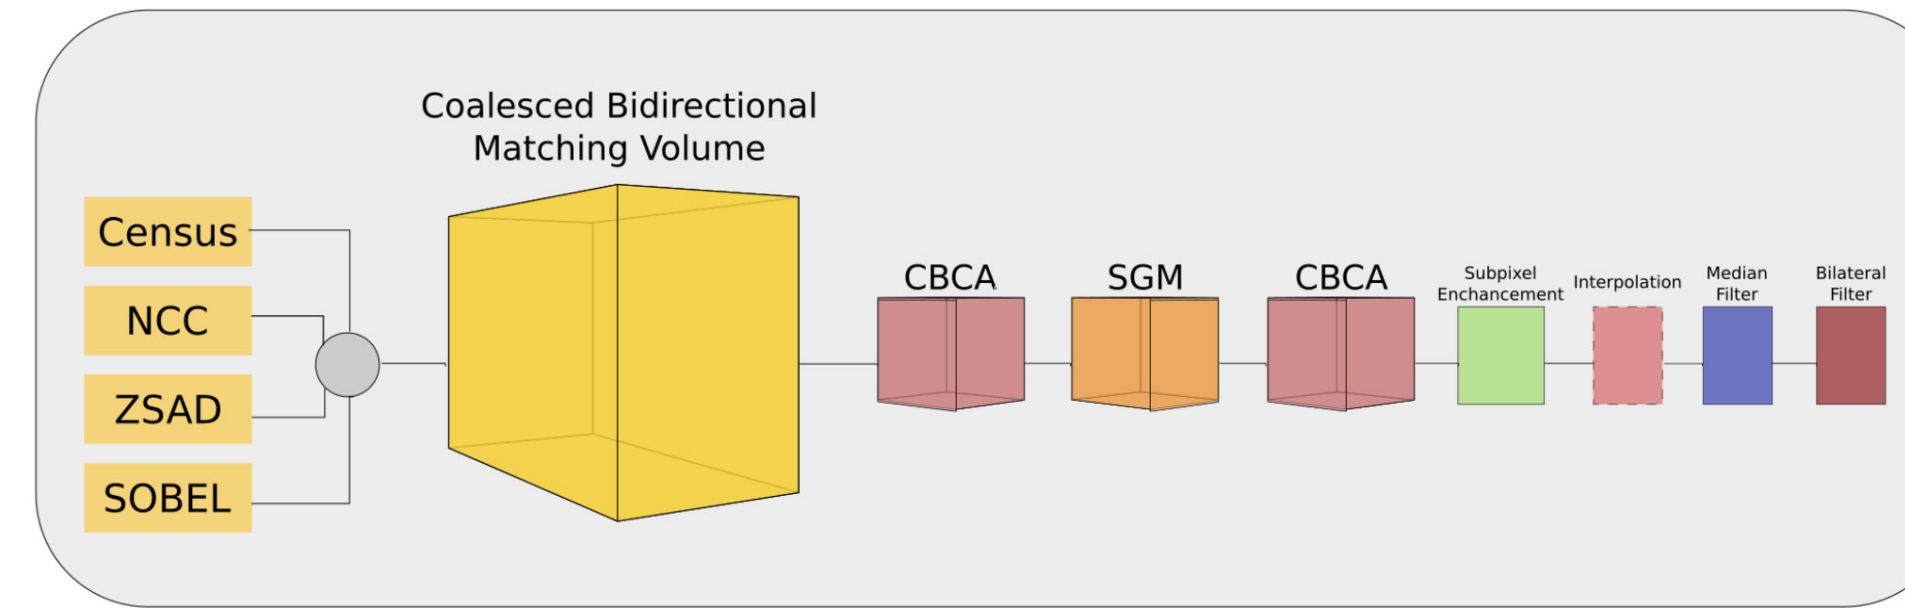 Coalesced Bidirectional
Matching Volume
Census
NCC
ZSAD
SOBEL
CBCA
SGM
CBCA
Subpixel
Enchancement
Interpolation
Median
Filter
Bilateral
Filter